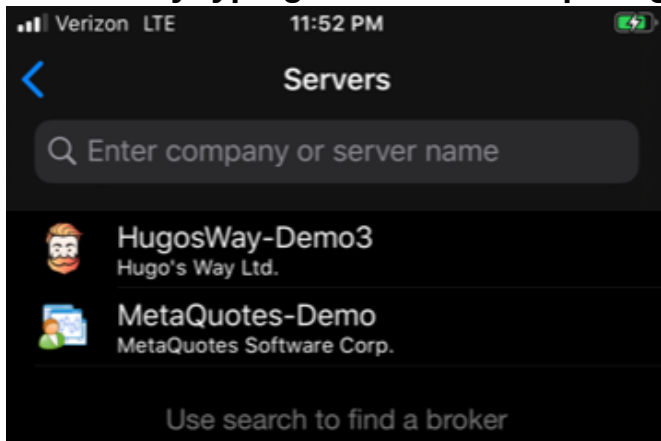 Verizon LTE 11:52 PM
Servers
Enter company or server name
HugosWay-Demo3
Hugo's Way Ltd.
MetaQuotes-Demo
MetaQuotes Software Corp.
Use search to find a broker